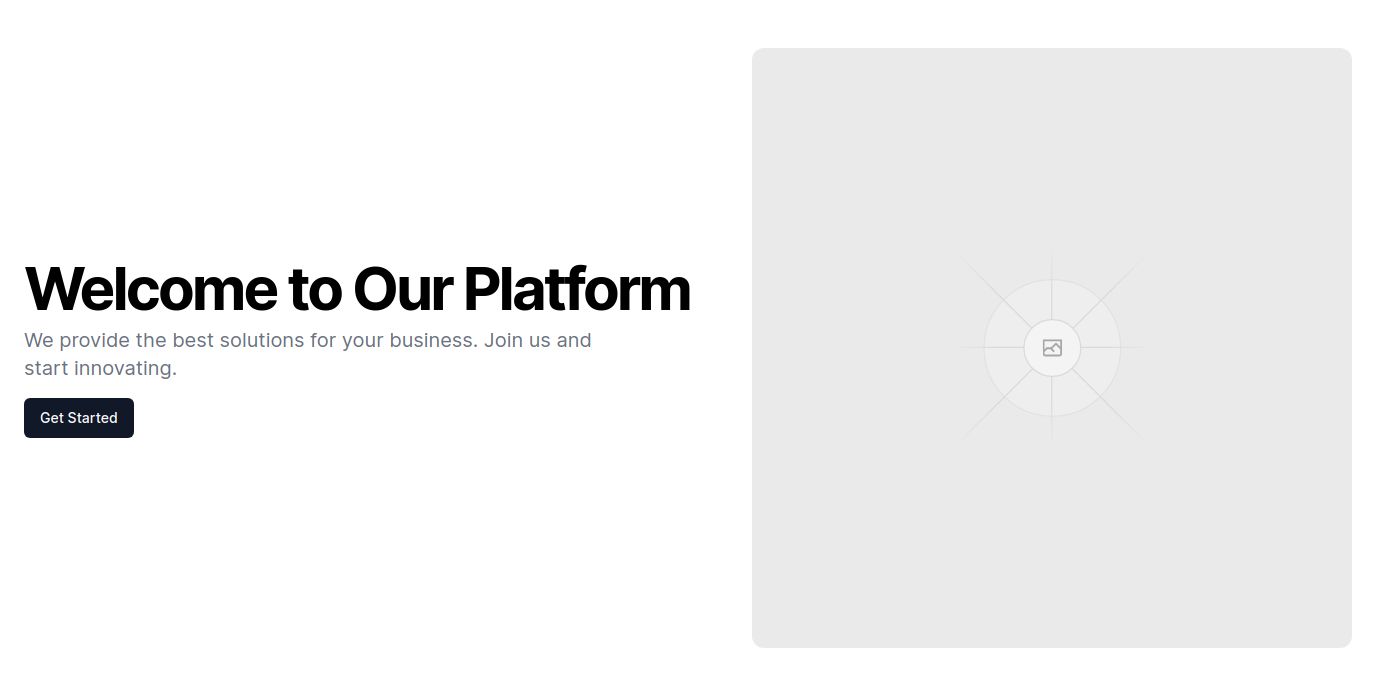 Welcome to Our Platform
We provide the best solutions for your business. Join us and
start innovating.
Get Started